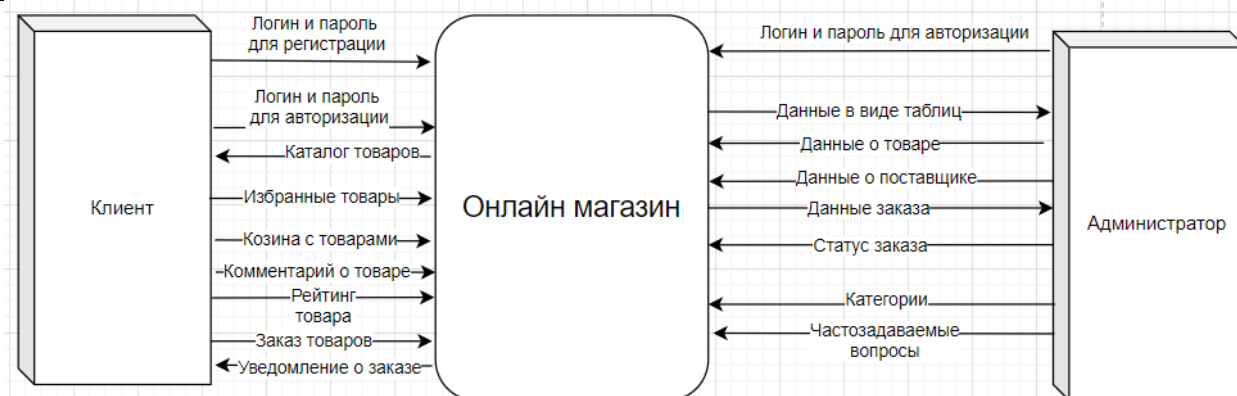 Логин и пароль
для регистрации
Логин и пароль
для авторизации
Каталог товаров
Избранные товары
Козина с товарами
Комментарий о товаре
Рейтинг
товара
Заказ товаров
Уведомление о заказе
Клиент
Онлайн магазин
Логин и пароль для авторизации
Данные в виде таблиц
Данные о товаре
Данные о поставщике
Данные заказа
Статус заказа
Категории
Частозадаваемые
вопросы
Администратор